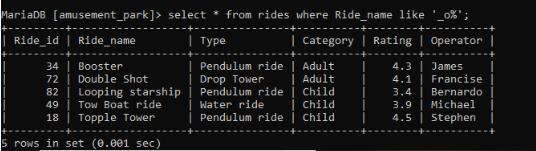 MariaDB [amusement_park]> select * from rides where Ride_name like '_o%';
+---------+------------------+---------------+----------+--------+----------+
| Ride_id | Ride_name        | Type          | Category | Rating | Operator |
+---------+------------------+---------------+----------+--------+----------+
|      34 | Booster          | Pendulum ride | Adult    |    4.3 | James    |
|      72 | Double Shot      | Drop Tower    | Adult    |    4.1 | Francise |
|      82 | Looping starship | Pendulum ride | Child    |    3.4 | Bernardo |
|      49 | Tow Boat ride    | Water ride    | Child    |    3.9 | Michael  |
|      18 | Topple Tower     | Pendulum ride | Child    |    4.5 | Stephen  |
+---------+------------------+---------------+----------+--------+----------+
5 rows in set (0.001 sec)